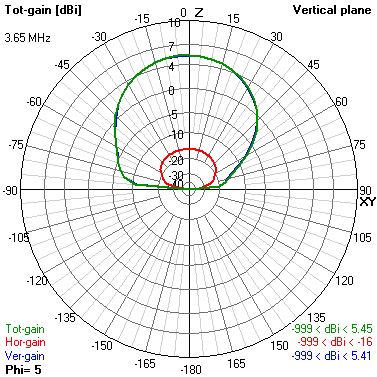 Tot-gain [dBi]
Vertical plane
3.65 MHz
0 Z
-15 15
-30 30
-45 45
-60 60
-75 75
-90 90
XY
-105 105
-120 120
-135 135
-150 150
-165 165
-180
10
7
4
0
-5
-10
-20
-30
-40
Tot-gain
-999 < dBi < 5.45
Hor-gain
-999 < dBi < -16
Ver-gain
-999 < dBi < 5.41
Phi= 5